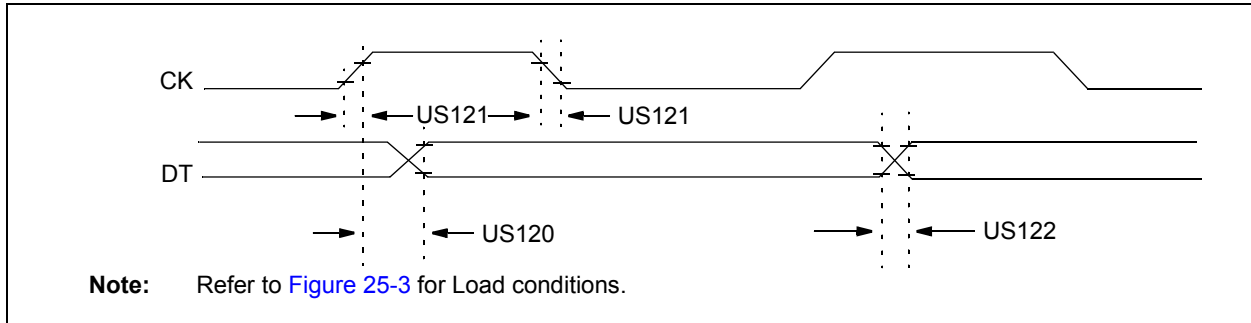 CK
US121 US121
DT
US120 US122
Note: Refer to Figure 25-3 for Load conditions.